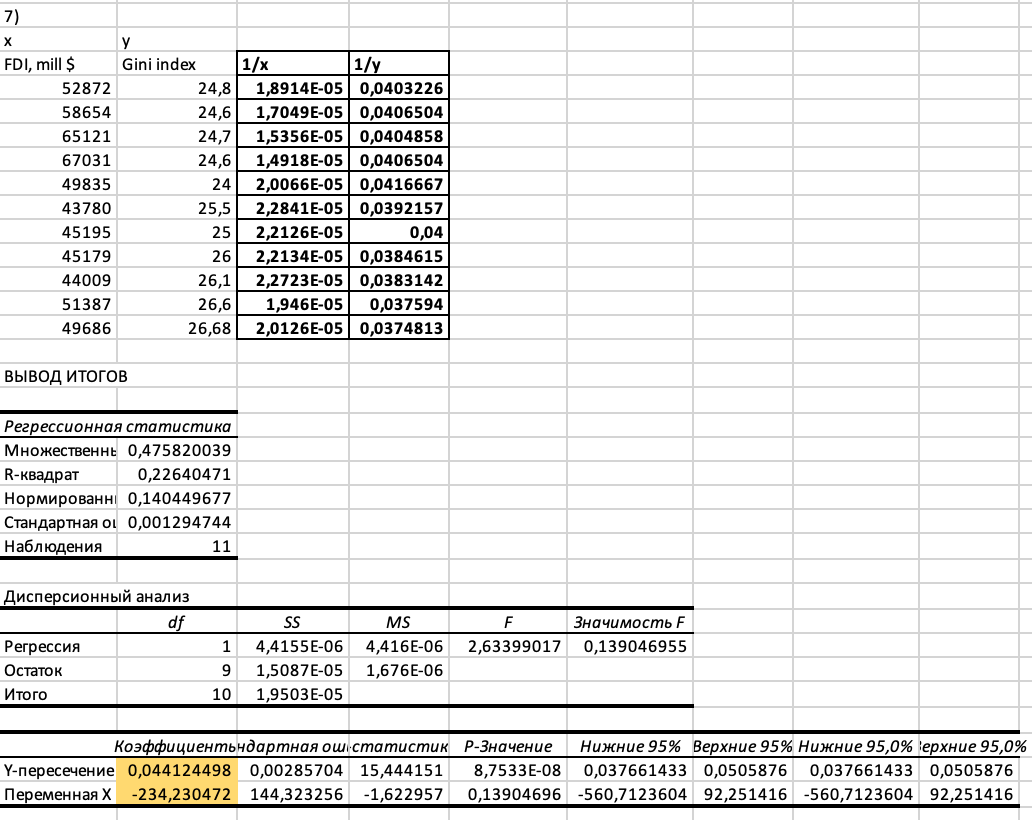 7)
x y
FDI, mill $ Gini index 1/x 1/y
52872 24,8 1,8914E-05 0,0403226
58654 24,6 1,7049E-05 0,0406504
65121 24,7 1,5356E-05 0,0404858
67031 24,6 1,4918E-05 0,0406504
49835 24 2,0066E-05 0,0416667
43780 25,5 2,2841E-05 0,0392157
45195 25 2,2126E-05 0,04
45179 26 2,2134E-05 0,0384615
44009 26,1 2,2723E-05 0,0383142
51387 26,6 1,946E-05 0,037594
49686 26,68 2,0126E-05 0,0374813
ВЫВОД ИТОГОВ
Регрессионная статистика
Множественнь 0,475820039
R-квадрат 0,22640471
Нормированн 0,140449677
Стандартная ош 0,001294744
Наблюдения 11
Дисперсионный анализ
df SS MS F Значимость F
Регрессия 1 4,4155E-06 4,416E-06 2,63399017 0,139046955
Остаток 9 1,5087E-05 1,676E-06
Итого 10 1,9503E-05
Коэффициенты ндартная ош статистик P-Значение Нижние 95% Верхние 95% Нижние 95,0% Верхние 95,0%
Y-пересечение 0,044124498 0,00285704 15,444151 8,7533E-08 0,037661433 0,0505876 0,037661433 0,0505876
Переменная X -234,230472 144,323256 -1,622957 0,13904696 -560,7123604 92,251416 -560,7123604 92,251416